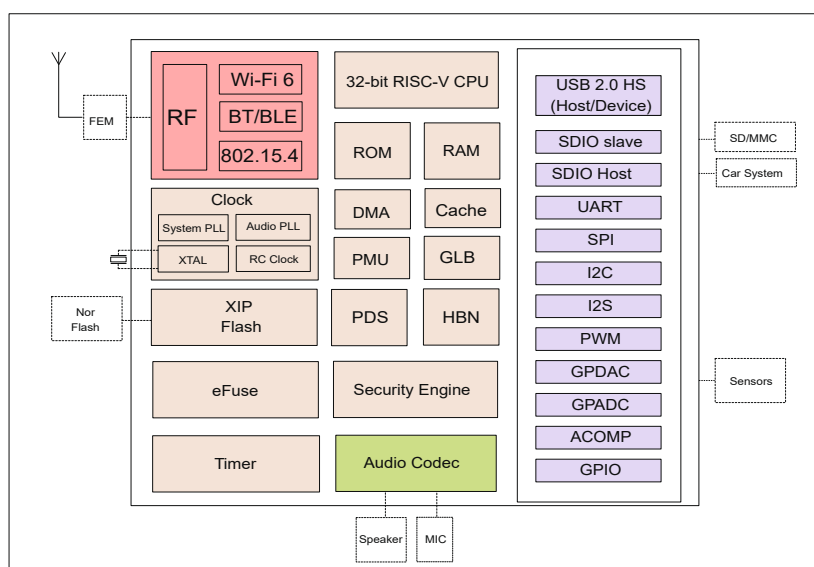 FEM
RF
Wi-Fi 6
BT/BLE
802.15.4
Clock
System PLL
Audio PLL
XTAL
RC Clock
Nor
Flash
XIP
Flash
eFuse
Timer
32-bit RISC-V CPU
ROM
RAM
DMA
Cache
PMU
GLB
PDS
HBN
Security Engine
Audio Codec
Speaker
MIC
USB 2.0 HS
(Host/Device)
SDIO slave
SDIO Host
UART
SPI
I2C
I2S
PWM
GPDAC
GPADC
ACOMP
GPIO
SD/MMC
Car System
Sensors